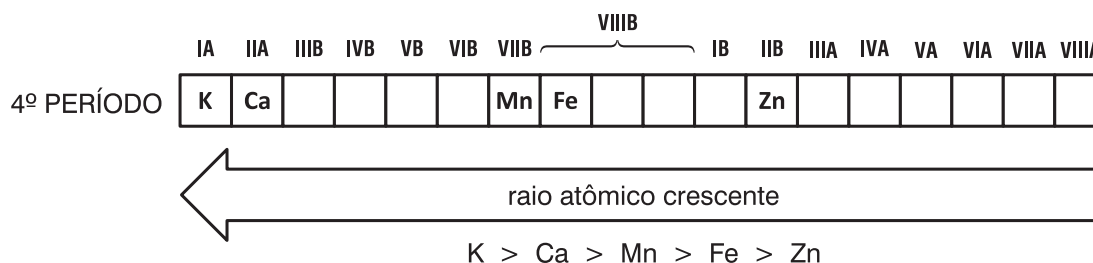 VIIIB
IA IIA IIIB IVB VB VIB VIIB IB IIB IIIA IVA VA VIA VIIA VIIIA
4º PERÍODO K Ca Mn Fe Zn
raio atômico crescente
K > Ca > Mn > Fe > Zn